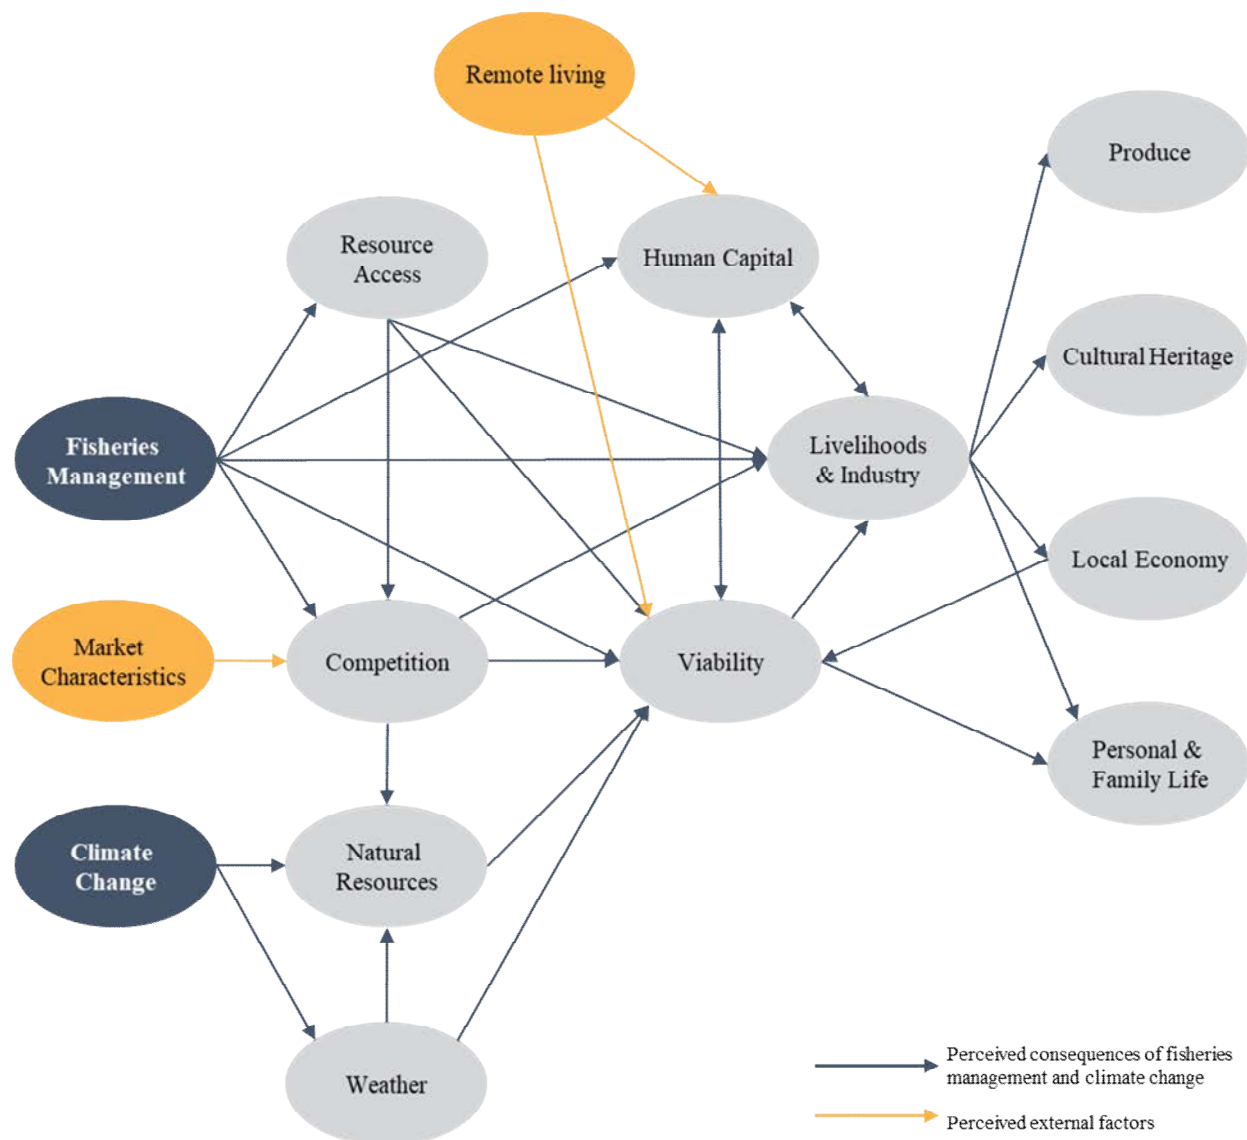 Remote living
Produce
Resource
Access
Human Capital
Cultural Heritage
Fisheries
Management
Livelihoods
& Industry
Local Economy
Market
Characteristics
Competition
Viability
Personal &
Family Life
Climate
Change
Natural
Resources
Weather
Perceived consequences of fisheries
management and climate change
Perceived external factors